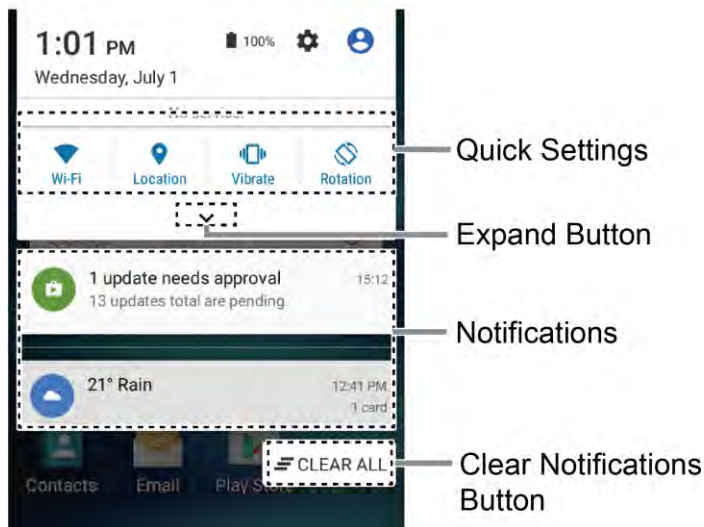 1:01 PM
100%
Wednesday, July 1
No service.
Wi-Fi
Location
Vibrate
Rotation
Quick Settings
Expand Button
1 update needs approval
15:12
13 updates total are pending
Notifications
21° Rain
12:41 PM
1 card
CLEAR ALL
Contacts
Email
Play Store
Clear Notifications
Button